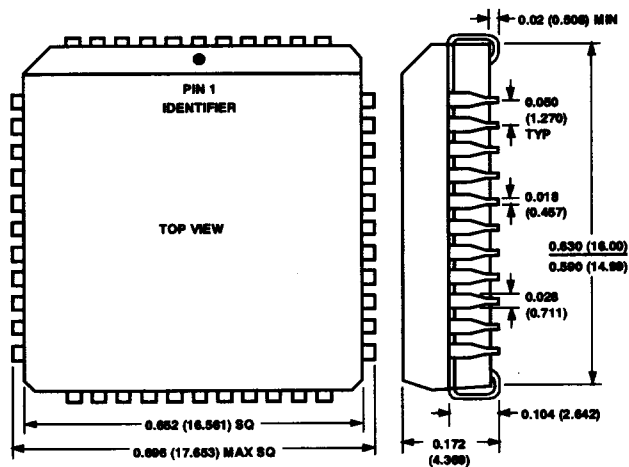 0.02 (0.508) MIN
PIN 1
IDENTIFIER
0.050
(1.270)
TYP
0.018
(0.457)
TOP VIEW
0.630 (16.00)
0.590 (14.99)
0.028
(0.711)
0.652 (16.561) SQ
0.695 (17.653) MAX SQ
0.104 (2.642)
0.172
(4.369)